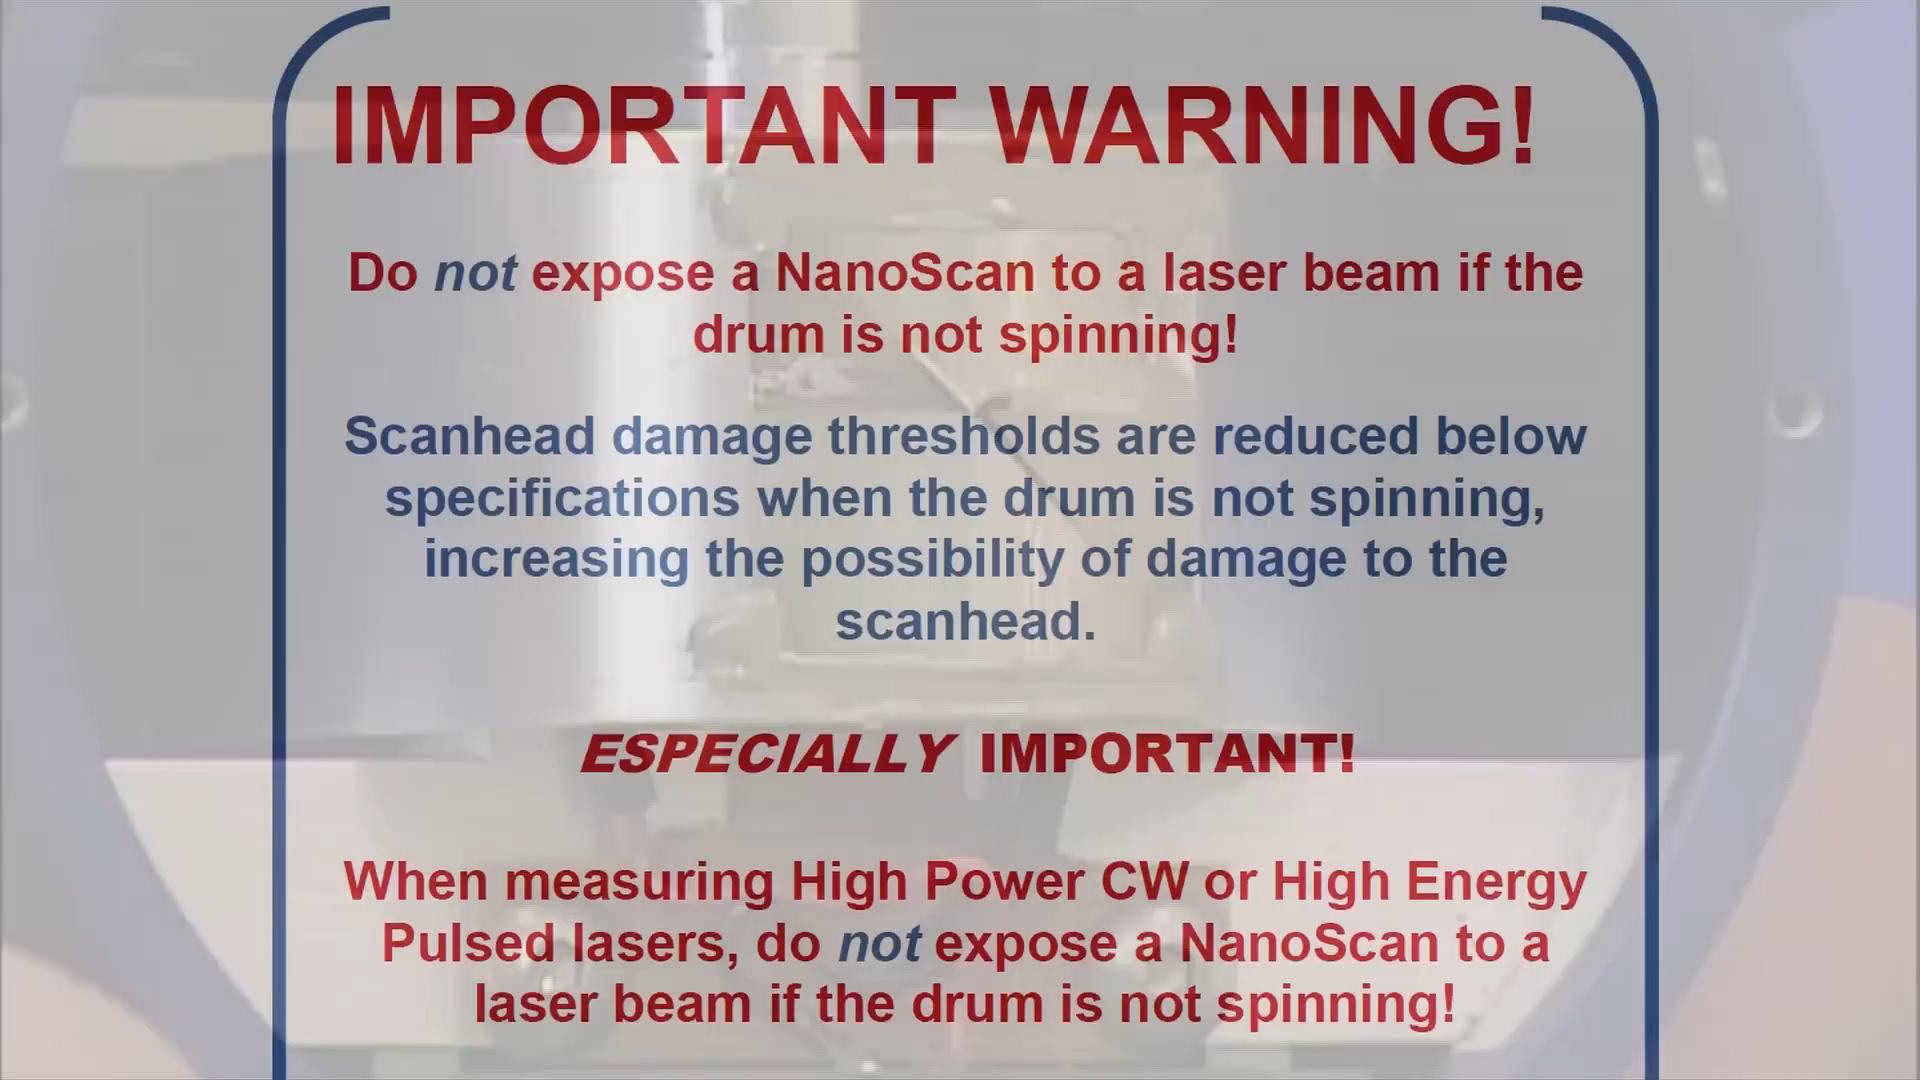 IMPORTANT WARNING!
Do not expose a NanoScan to a laser beam if the
drum is not spinning!
Scanhead damage thresholds are reduced below
specifications when the drum is not spinning,
increasing the possibility of damage to the
scanhead.
ESPECIALLY IMPORTANT!
When measuring High Power CW or High Energy
Pulsed lasers, do not expose a NanoScan to a
laser beam if the drum is not spinning!